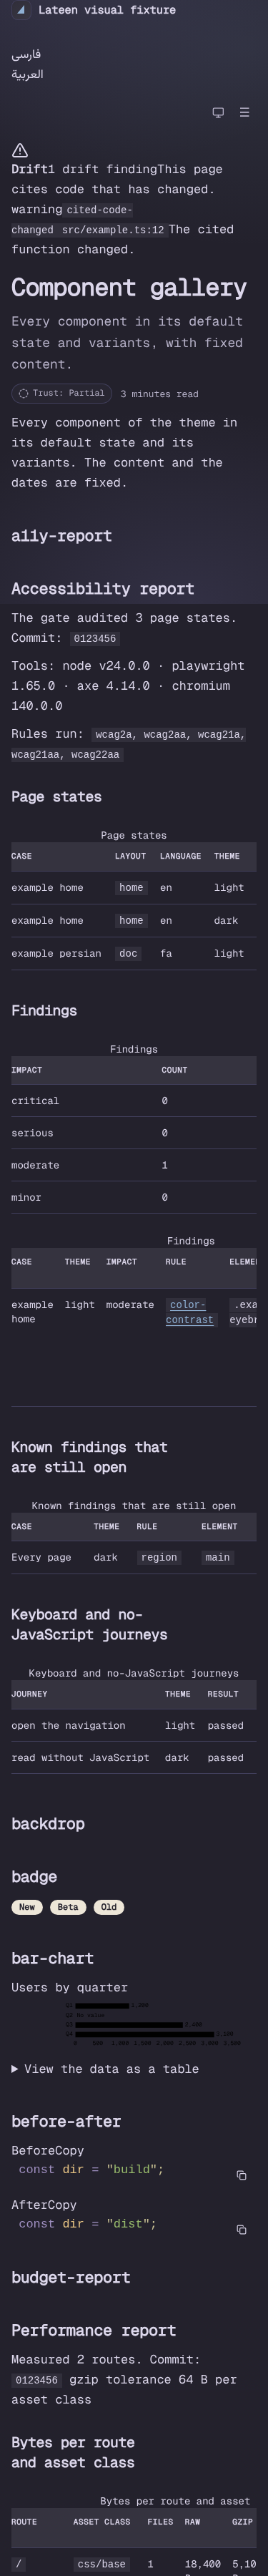 Lateen visual fixture
فارسی
العربية
Drift1 drift findingThis page
cites code that has changed.
warning cited-code-
changed src/example.ts:12 The cited
function changed.
Component gallery
Every component in its default
state and variants, with fixed
content.
Trust: Partial 3 minutes read
Every component of the theme in
its default state and its
variants. The content and the
dates are fixed.
a11y-report
Accessibility report
The gate audited 3 page states.
Commit: 0123456
Tools: node v24.0.0 · playwright
1.65.0 · axe 4.14.0 · chromium
140.0.0
Rules run: wcag2a, wcag2aa, wcag21a,
wcag21aa, wcag22aa
Page states
Page states
CASE LAYOUT LANGUAGE THEME
example home home en light
example home home en dark
example persian doc fa light
Findings
Findings
IMPACT COUNT
critical 0
serious 0
moderate 1
minor 0
Findings
CASE THEME IMPACT RULE
example light moderate color-
home contrast
Known findings that
are still open
Known findings that are still open
CASE THEME RULE ELEMENT
Every page dark region main
Keyboard and no-
JavaScript journeys
Keyboard and no-JavaScript journeys
JOURNEY THEME RESULT
open the navigation light passed
read without JavaScript dark passed
backdrop
badge
New Beta Old
bar-chart
Users by quarter
View the data as a table
before-after
BeforeCopy
const dir = "build";
AfterCopy
const dir = "dist";
budget-report
Performance report
Measured 2 routes. Commit:
0123456 gzip tolerance 64 B per
asset class
Bytes per route
and asset class
Bytes per route and asset
ROUTE ASSET CLASS FILES RAW GZIP
/ css/base 1 18,400